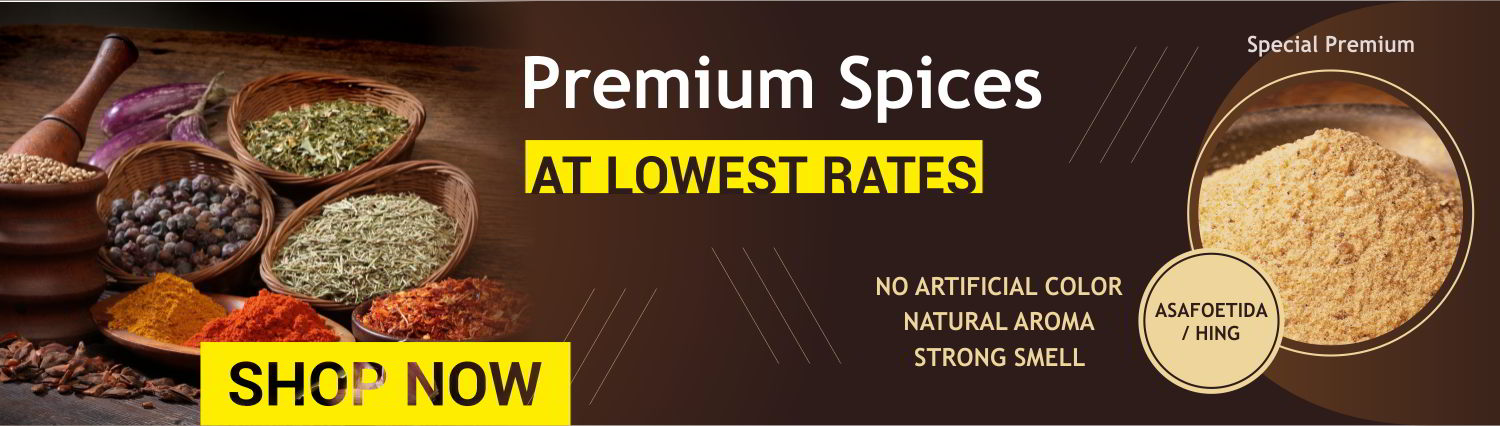 Special Premium
Premium Spices
AT LOWEST RATES
NO ARTIFICIAL COLOR
NATURAL AROMA
STRONG SMELL
ASAFOETIDA
/ HING
SHOP NOW